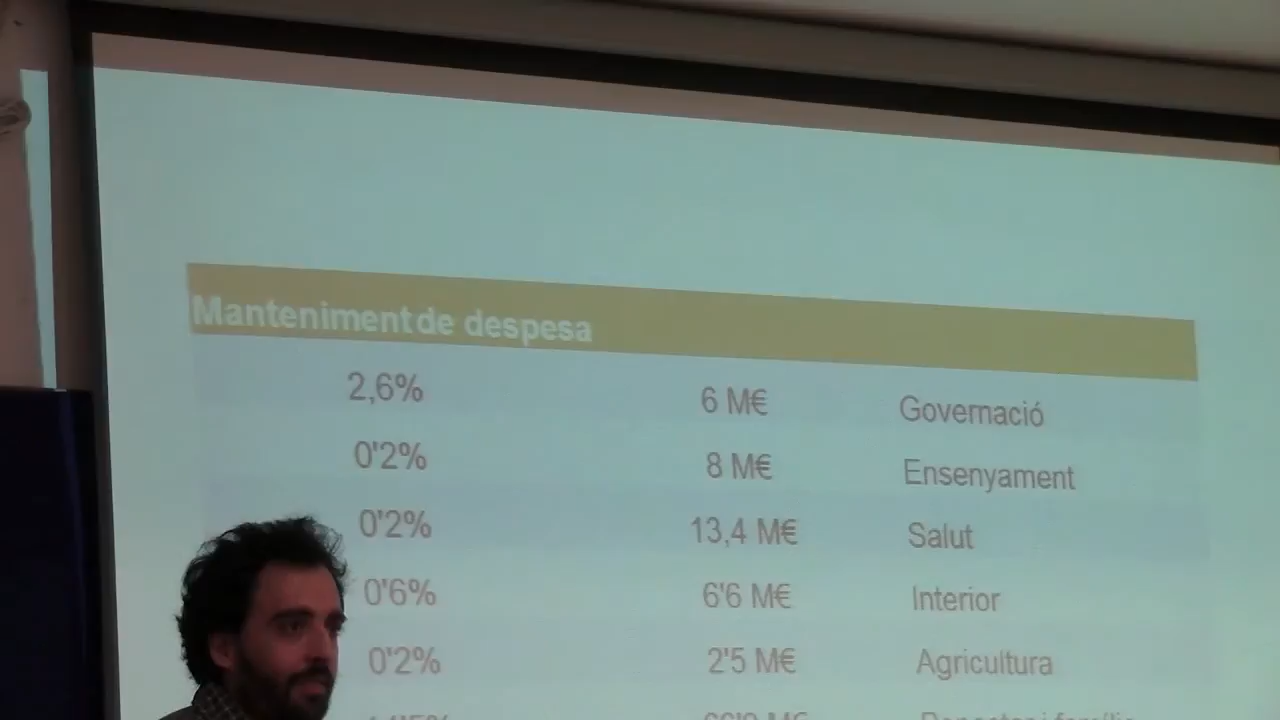 Manteniment de despesa
2,6% 6 M€ Governació
0'2% 8 M€ Ensenyament
0'2% 13,4 M€ Salut
0'6% 6'6 M€ Interior
0'2% 2'5 M€ Agricultura